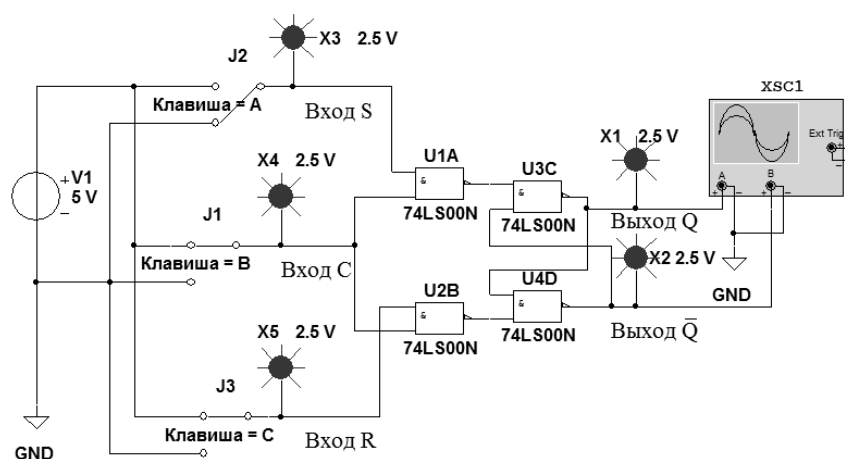 X3 2.5 V
J2
Клавиша = A
Вход S
xsc1
Ext Trig
A
B
V1
5 V
X4 2.5 V
U1A
&
74LS00N
U3C
&
74LS00N
X1 2.5 V
Выход Q
J1
Клавиша = B
Вход C
U2B
&
74LS00N
U4D
&
74LS00N
X2 2.5 V
Выход Q̅
GND
X5 2.5 V
J3
Клавиша = C
Вход R
GND